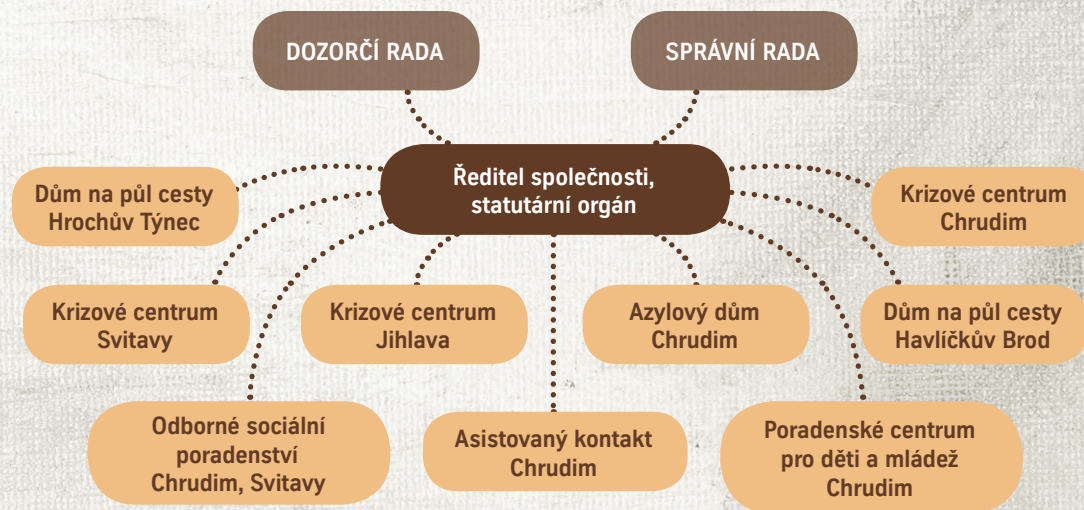 DOZORČÍ RADA
SPRÁVNÍ RADA
Ředitel společnosti,
statutární orgán
Dům na půl cesty
Hrochův Týnec
Krizové centrum
Chrudim
Krizové centrum
Svitavy
Krizové centrum
Jihlava
Azylový dům
Chrudim
Dům na půl cesty
Havlíčkův Brod
Odborné sociální
poradenství
Chrudim, Svitavy
Asistovaný kontakt
Chrudim
Poradenské centrum
pro děti a mládež
Chrudim